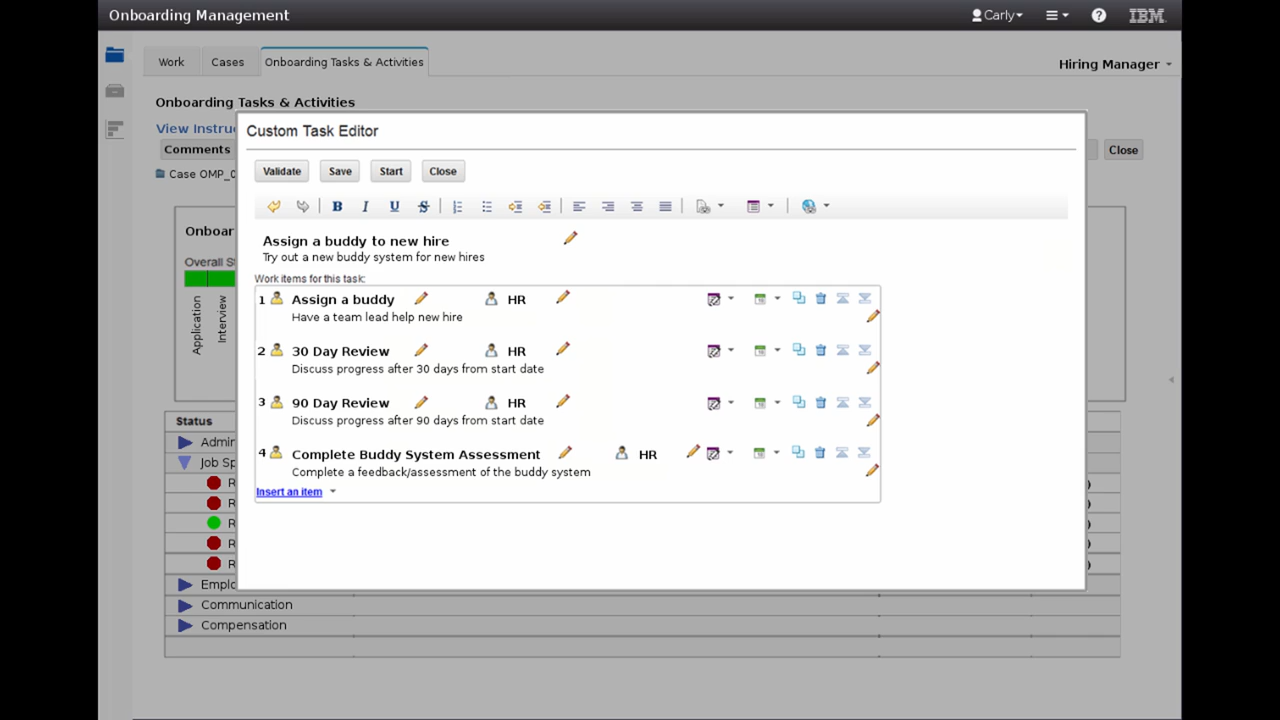 Onboarding Management
Carly
IBM
Work
Cases
Onboarding Tasks & Activities
Hiring Manager
Onboarding Tasks & Activities
View Instru
Comments
Close
Case OMP_0
Onboar
Overall S
Application
Interview
Status
Admin
Job Sp
R
R
R
R
R
Emplo
Communication
Compensation
Custom Task Editor
Validate
Save
Start
Close
B I U S
Assign a buddy to new hire
Try out a new buddy system for new hires
Work items for this task:
1 Assign a buddy HR
Have a team lead help new hire
2 30 Day Review HR
Discuss progress after 30 days from start date
3 90 Day Review HR
Discuss progress after 90 days from start date
4 Complete Buddy System Assessment HR
Complete a feedback/assessment of the buddy system
Insert an item